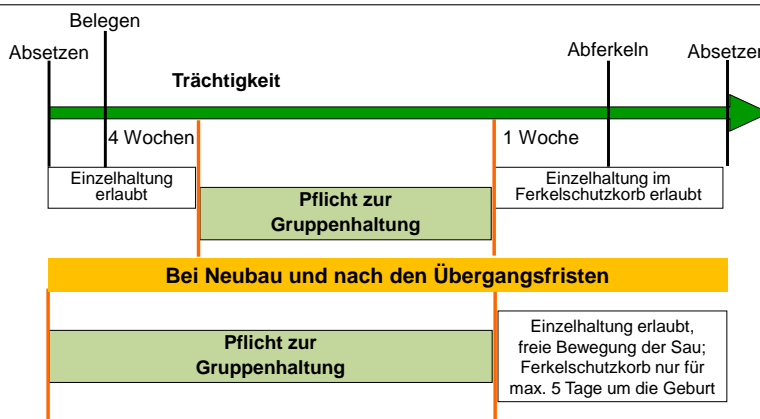 Belegen
Absetzen
Abferkeln
Absetzen
Trächtigkeit
4 Wochen
1 Woche
Einzelhaltung
erlaubt
Pflicht zur
Gruppenhaltung
Einzelhaltung im
Ferkelschutzkorb erlaubt
Bei Neubau und nach den Übergangsfristen
Pflicht zur
Gruppenhaltung
Einzelhaltung erlaubt,
freie Bewegung der Sau;
Ferkelschutzkorb nur für
max. 5 Tage um die Geburt